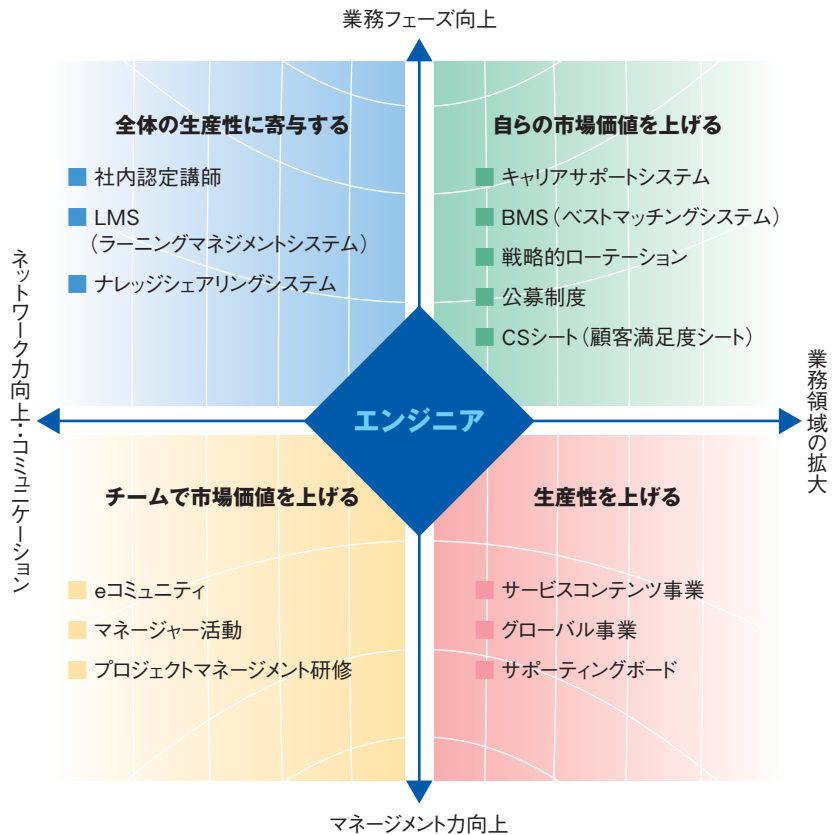 業務フェーズ向上
全体の生産性に寄与する
社内認定講師
LMS
（ラーニングマネジメントシステム）
ナレッジシェアリングシステム
自らの市場価値を上げる
キャリアサポートシステム
BMS（ベストマッチングシステム）
戦略的ローテーション
公募制度
CSシート（顧客満足度シート）
ネットワーク力向上・コミュニケーション
エンジニア
業務領域の拡大
チームで市場価値を上げる
eコミュニティ
マネージャー活動
プロジェクトマネージメント研修
生産性を上げる
サービスコンテンツ事業
グローバル事業
サポーティングボード
マネージメント力向上